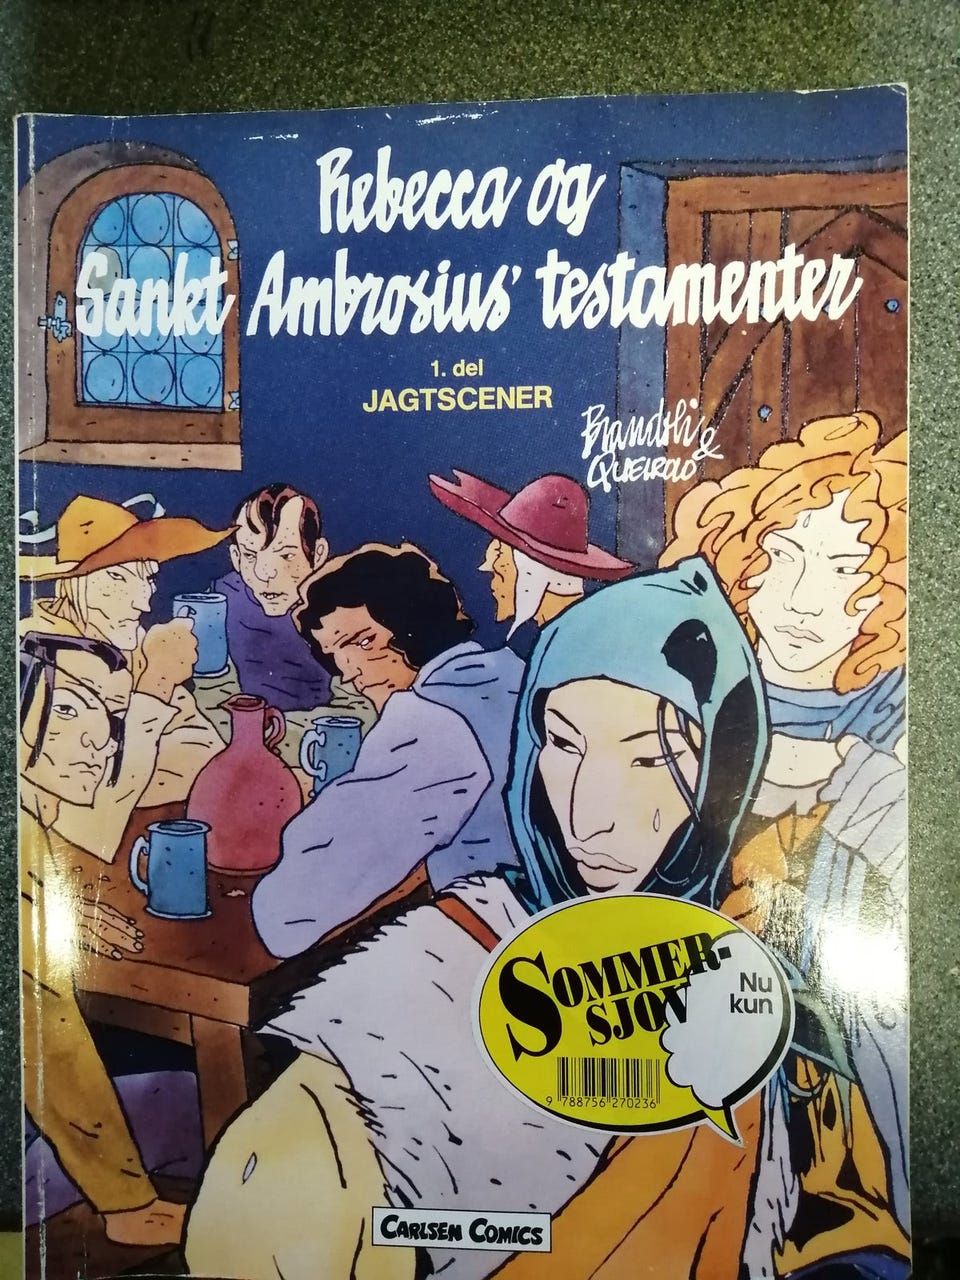 Rebecca og
Sankt Ambrosius' testamenter
1. del
JAGTSCENER
Brandoli
& Queirolo
SOMMER-
SJOV
Nu
kun
9 788756 270236
CARLSEN COMICS